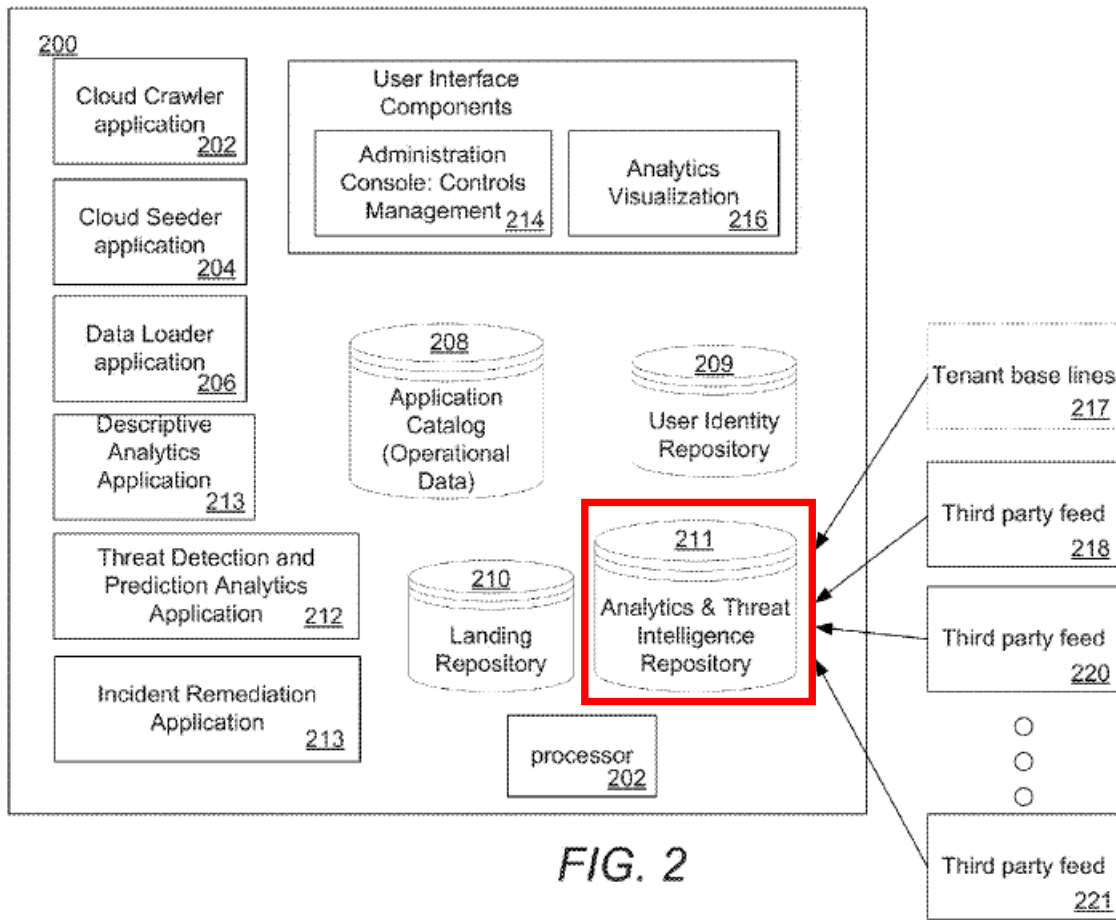 200
Cloud Crawler
application
202
Cloud Seeder
application
204
Data Loader
application
206
Descriptive
Analytics
Application
213
Threat Detection and
Prediction Analytics
Application
212
Incident Remediation
Application
213
User Interface
Components
Administration
Console: Controls
Management
214
Analytics
Visualization
216
208
Application
Catalog
(Operational
Data)
209
User Identity
Repository
210
Landing
Repository
211
Analytics & Threat
Intelligence
Repository
processor
202
Tenant base lines
217
Third party feed
218
Third party feed
220
Third party feed
221
FIG. 2